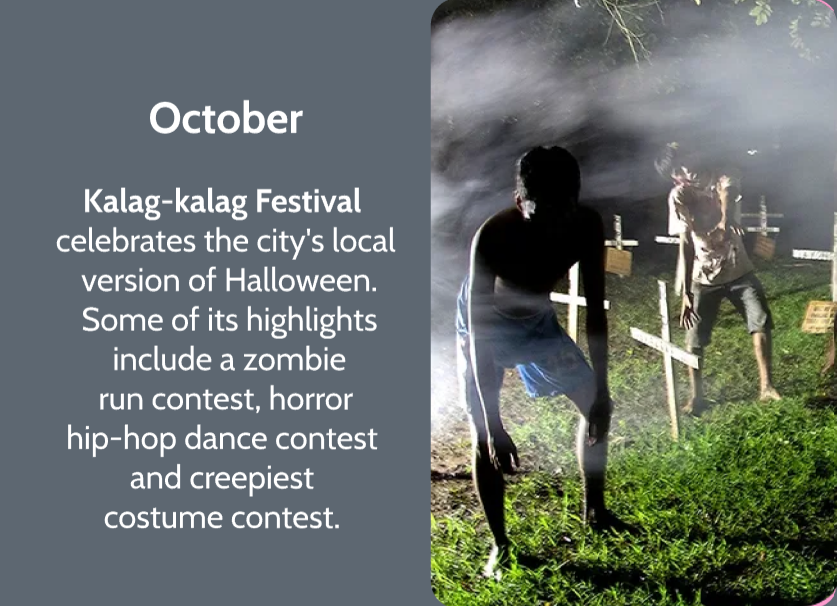 October
Kalag-kalag Festival
celebrates the city's local
version of Halloween.
Some of its highlights
include a zombie
run contest, horror
hip-hop dance contest
and creepiest
costume contest.